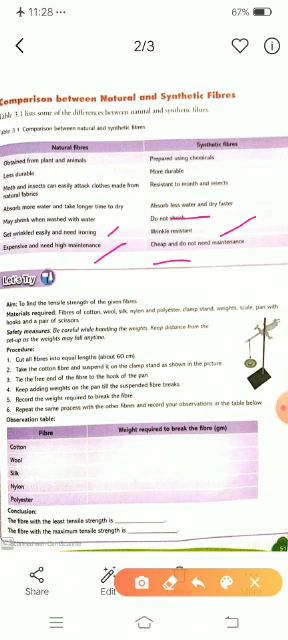 11:28 •••
67%
2/3
Comparison between Natural and Synthetic Fibres
Table 3.1 lists some of the differences between natural and synthetic fibres.
Table 3.1 Comparison between natural and synthetic fibres
Natural fibres Synthetic fibres
Obtained from plant and animals Prepared using chemicals
Less durable More durable
Moth and insects can easily attack clothes made from natural fabrics Resistant to month and insects
Absorb more water and take longer time to dry Absorb less water and dry faster
May shrink when washed with water Do not shrink
Get wrinkled easily and need ironing Wrinkle resistant
Expensive and need high maintenance Cheap and do not need maintenance
Let's Try
Aim: To find the tensile strength of the given fibres
Materials required: Fibres of cotton, wool, silk, nylon and polyester, clamp stand, weights, scale, pan with
hooks and a pair of scissors
Safety measures: Be careful while handling the weights. Keep distance from the
set-up as the weights may fall anytime.
Procedure:
1. Cut all fibres into equal lengths (about 60 cm)
2. Take the cotton fibre and suspend it on the clamp stand as shown in the picture
3. Tie the free end of the fibre to the hook of the pan.
4. Keep adding weights on the pan till the suspended fibre breaks.
5. Record the weight required to break the fibre.
6. Repeat the same process with the other fibres and record your observations in the table below.
Observation table:
Fibre Weight required to break the fibre (gm)
Cotton
Wool
Silk
Nylon
Polyester
Conclusion:
The fibre with the least tensile strength is ____________.
The fibre with the maximum tensile strength is ____________.
Scanned with CamScanner
51
Share
Edit